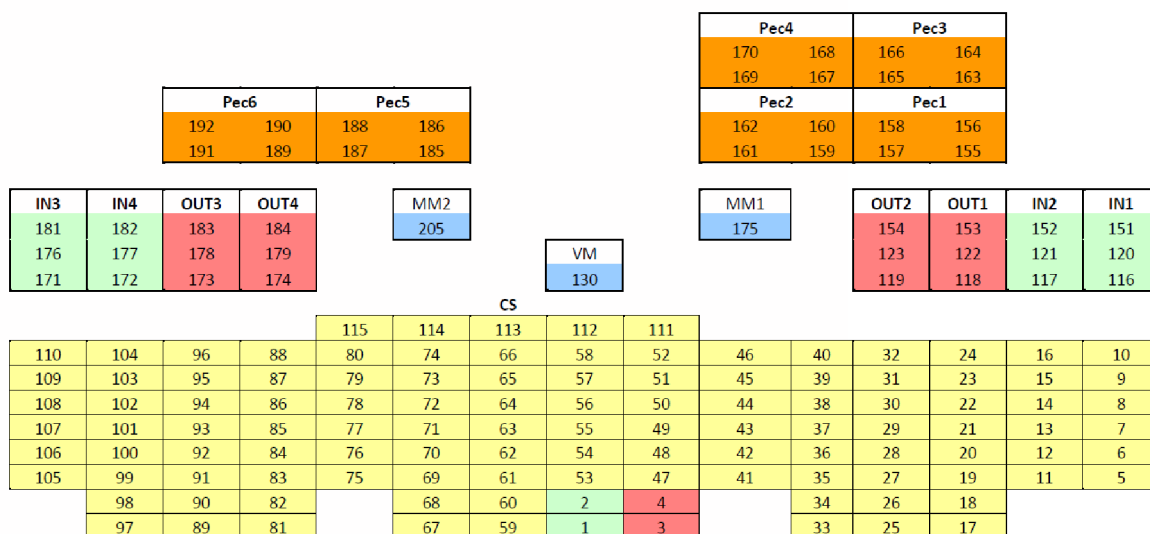 Pec4 Pec3
170 168 166 164
169 167 165 163
Pec6 Pec5 Pec2 Pec1
192 190 188 186 162 160 158 156
191 189 187 185 161 159 157 155
IN3 IN4 OUT3 OUT4 MM2 MM1 OUT2 OUT1 IN2 IN1
181 182 183 184 205 175 154 153 152 151
176 177 178 179 VM 123 122 121 120
171 172 173 174 130 119 118 117 116
CS
115 114 113 112 111
110 104 96 88 80 74 66 58 52 46 40 32 24 16 10
109 103 95 87 79 73 65 57 51 45 39 31 23 15 9
108 102 94 86 78 72 64 56 50 44 38 30 22 14 8
107 101 93 85 77 71 63 55 49 43 37 29 21 13 7
106 100 92 84 76 70 62 54 48 42 36 28 20 12 6
105 99 91 83 75 69 61 53 47 41 35 27 19 11 5
98 90 82 68 60 2 4 34 26 18
97 89 81 67 59 1 3 33 25 17